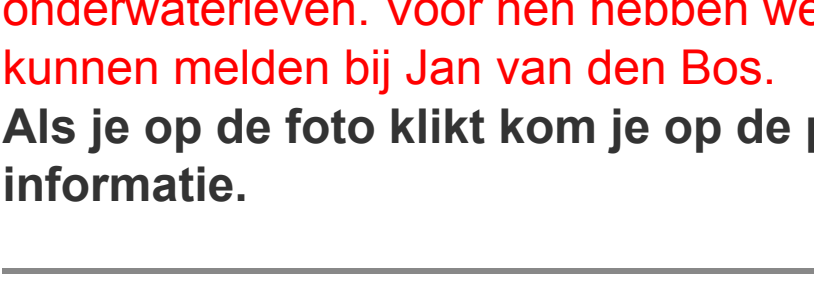 onderwaterleven. Voor hen hebben we
kunnen melden bij Jan van den Bos.
Als je op de foto klikt kom je op de
informatie.